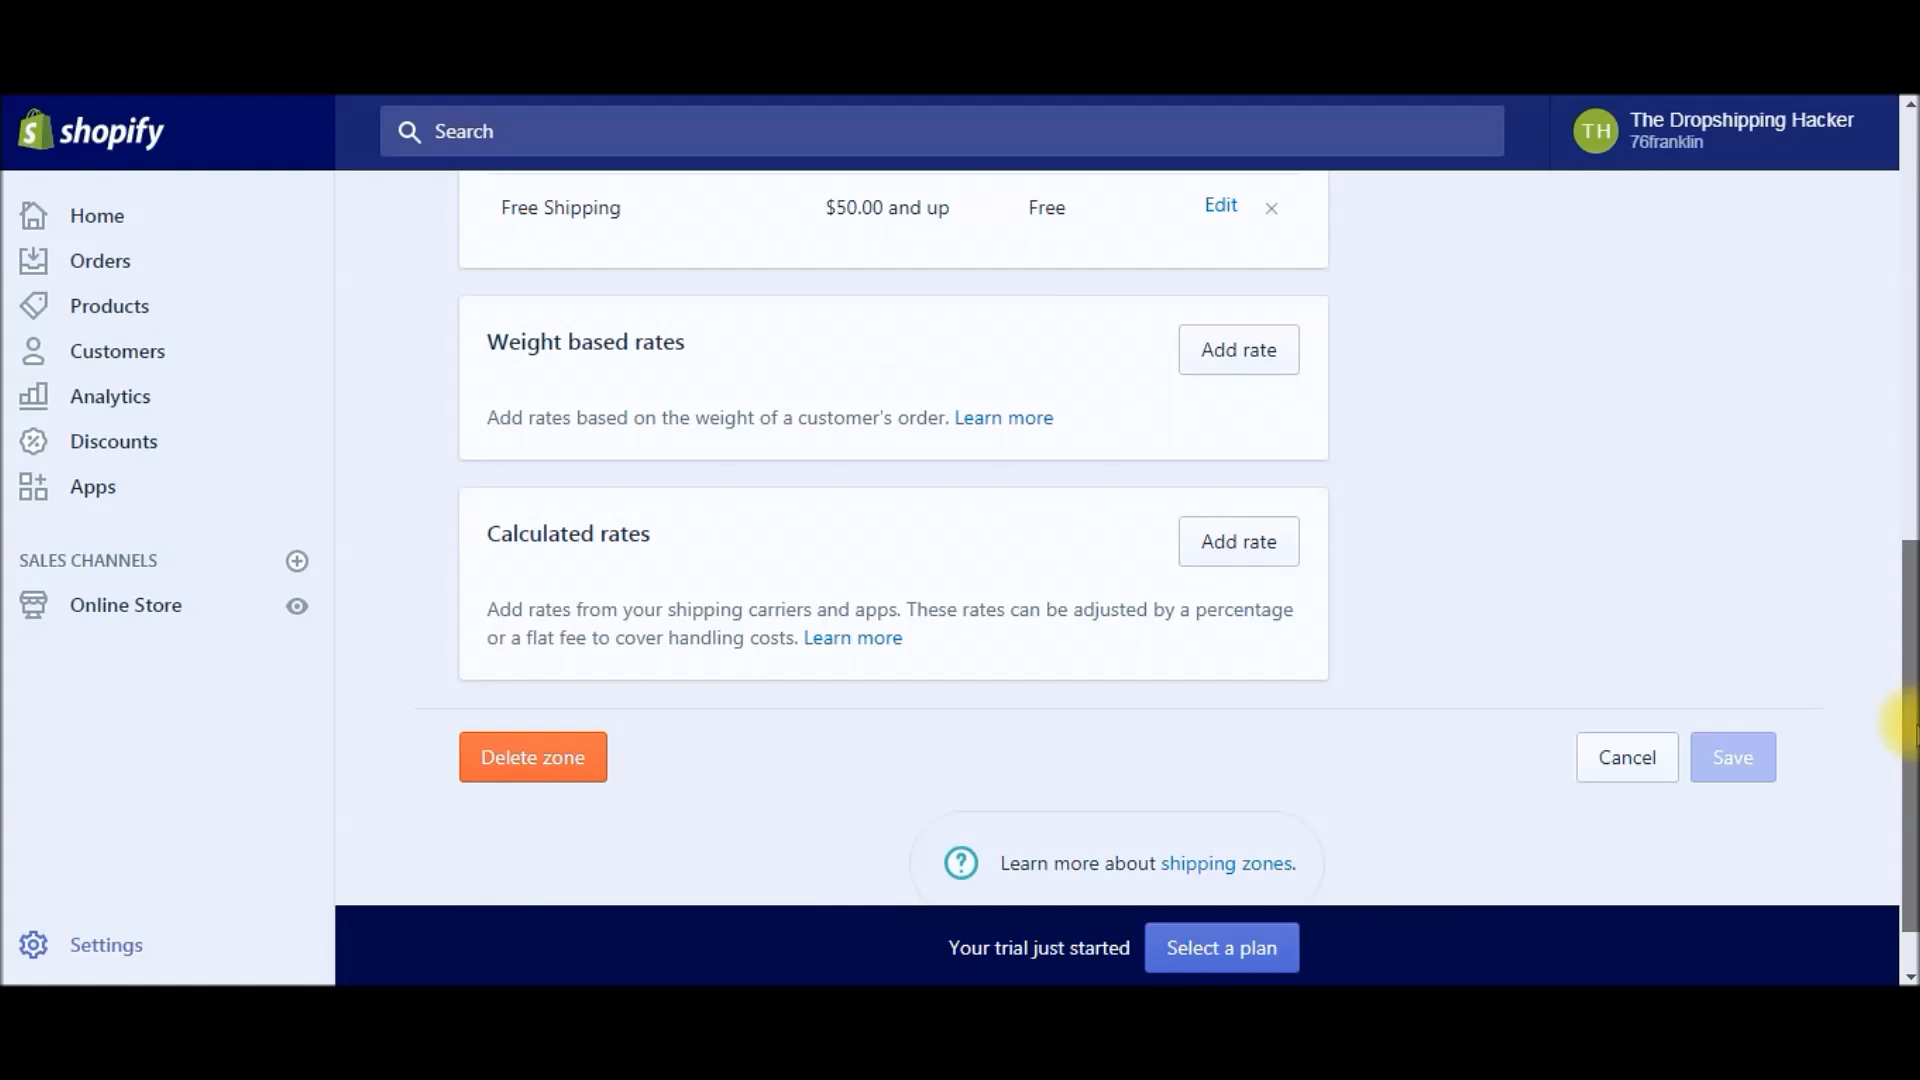 shopify
Search
The Dropshipping Hacker
76franklin
TH
Home
Orders
Products
Customers
Analytics
Discounts
Apps
SALES CHANNELS
Online Store
Settings
Free Shipping $50.00 and up Free Edit ×
Weight based rates Add rate
Add rates based on the weight of a customer's order. Learn more
Calculated rates Add rate
Add rates from your shipping carriers and apps. These rates can be adjusted by a percentage
or a flat fee to cover handling costs. Learn more
Delete zone Cancel Save
Learn more about shipping zones.
Your trial just started Select a plan